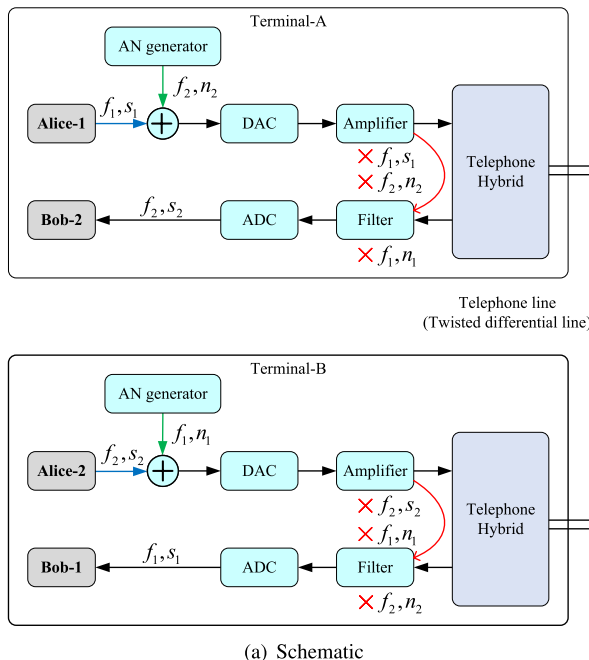 Terminal-A
AN generator
f₂, n₂
f₁, s₁
Alice-1
DAC
Amplifier
× f₁, s₁
× f₂, n₂
Telephone
Hybrid
Bob-2
f₂, s₂
ADC
Filter
× f₁, n₁
Telephone line
(Twisted differential line)
Terminal-B
AN generator
f₁, n₁
f₂, s₂
Alice-2
DAC
Amplifier
× f₂, s₂
× f₁, n₁
Telephone
Hybrid
Bob-1
f₁, s₁
ADC
Filter
× f₂, n₂
(a) Schematic